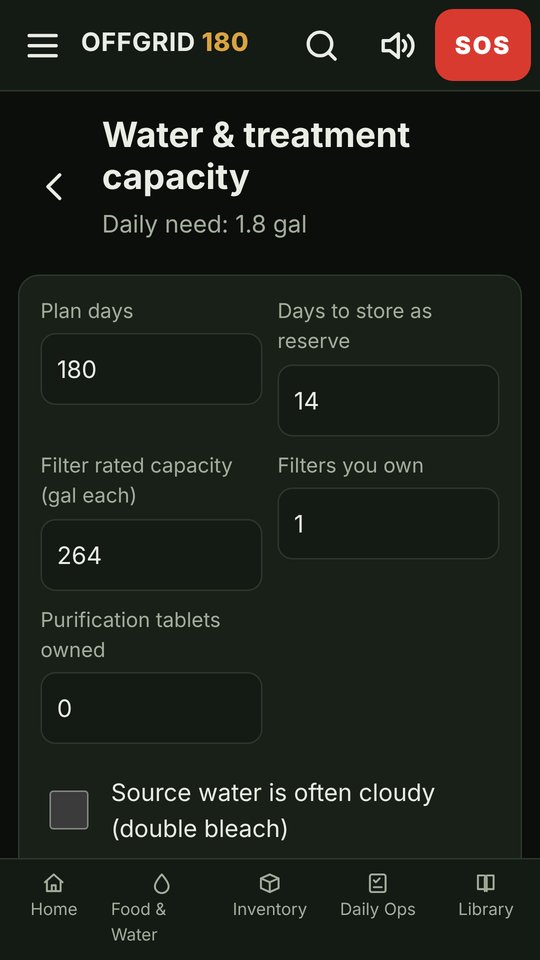 OFFGRID 180
SOS
Water & treatment
capacity
Daily need: 1.8 gal
Plan days
180
Days to store as
reserve
14
Filter rated capacity
(gal each)
264
Filters you own
1
Purification tablets
owned
0
Source water is often cloudy
(double bleach)
Home
Food &
Water
Inventory
Daily Ops
Library